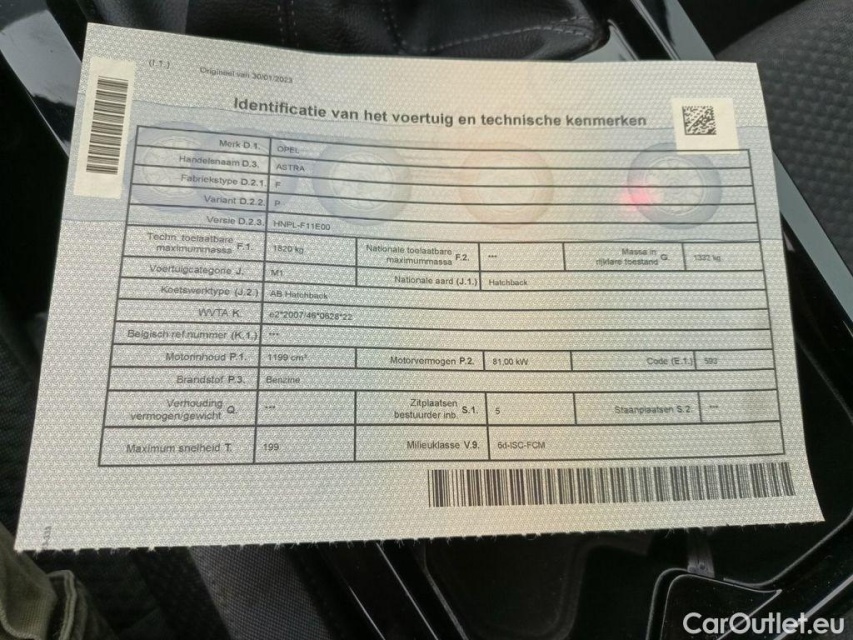 (I.T.) Origineel van 30/01/2023
Identificatie van het voertuig en technische kenmerken
Merk D.1. OPEL
Handelsnaam D.3. ASTRA
Fabriekstype D.2.1. F
Variant D.2.2. P
Versie D.2.3. HNPL-F11E00
Techn. toelaatbare maximummassa F.1. 1820 kg Nationale toelaatbare maximummassa F.2. *** Massa in rijklare toestand G. 1332 kg
Voertuigcategorie J. M1 Nationale aard (J.1.) Hatchback
Koetswerktype (J.2.) AB Hatchback
WVTA K. e2*2007/46*0628*22
Belgisch ref.nummer (K.1.) ***
Motorinhoud P.1. 1199 cm³ Motorvermogen P.2. 81,00 kW Code (E.1.) 593
Brandstof P.3. Benzine
Verhouding vermogen/gewicht Q. *** Zitplaatsen bestuurder inb. S.1. 5 Staanplaatsen S.2. ***
Maximum snelheid T. 199 Milieuklasse V.9. 6d-ISC-FCM
CarOutlet.eu